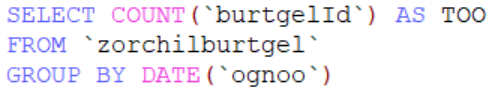 SELECT COUNT(`burtgelId`) AS TOO
FROM `zorchilburtgel`
GROUP BY DATE(`ognoo`)